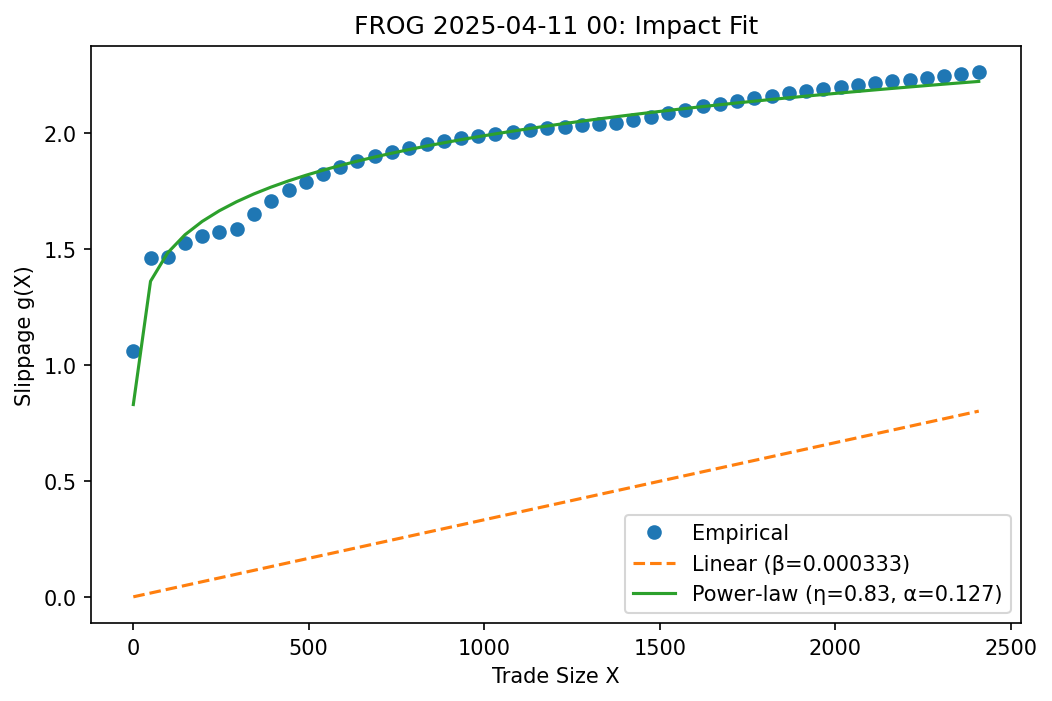 FROG 2025-04-11 00: Impact Fit
Slippage g(X)
2.0
1.5
1.0
0.5
0.0
Empirical
Linear (β=0.000333)
Power-law (η=0.83, α=0.127)
0 500 1000 1500 2000 2500
Trade Size X